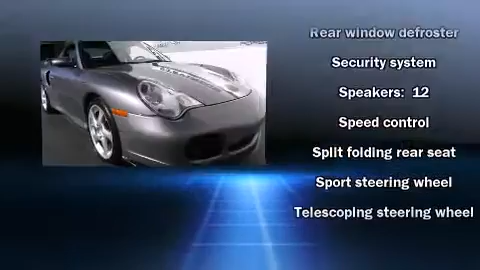 Rear window defroster
Security system
Speakers: 12
Speed control
Split folding rear seat
Sport steering wheel
Telescoping steering wheel